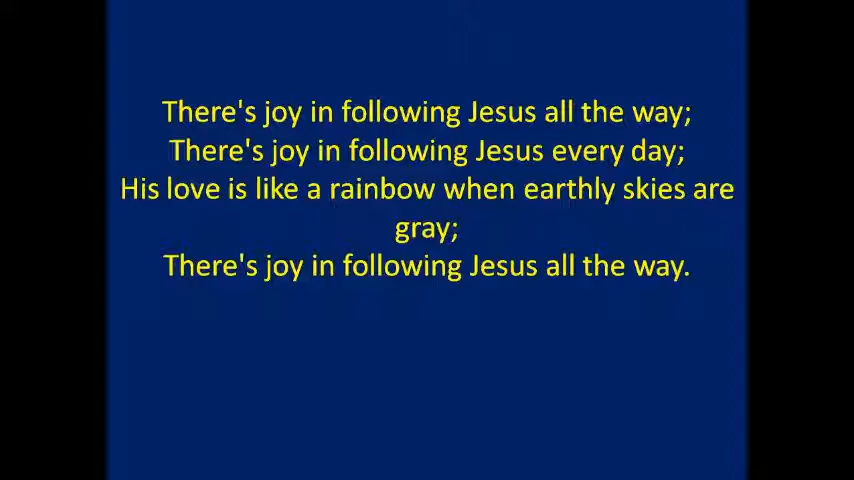 There's joy in following Jesus all the way;
There's joy in following Jesus every day;
His love is like a rainbow when earthly skies are
gray;
There's joy in following Jesus all the way.